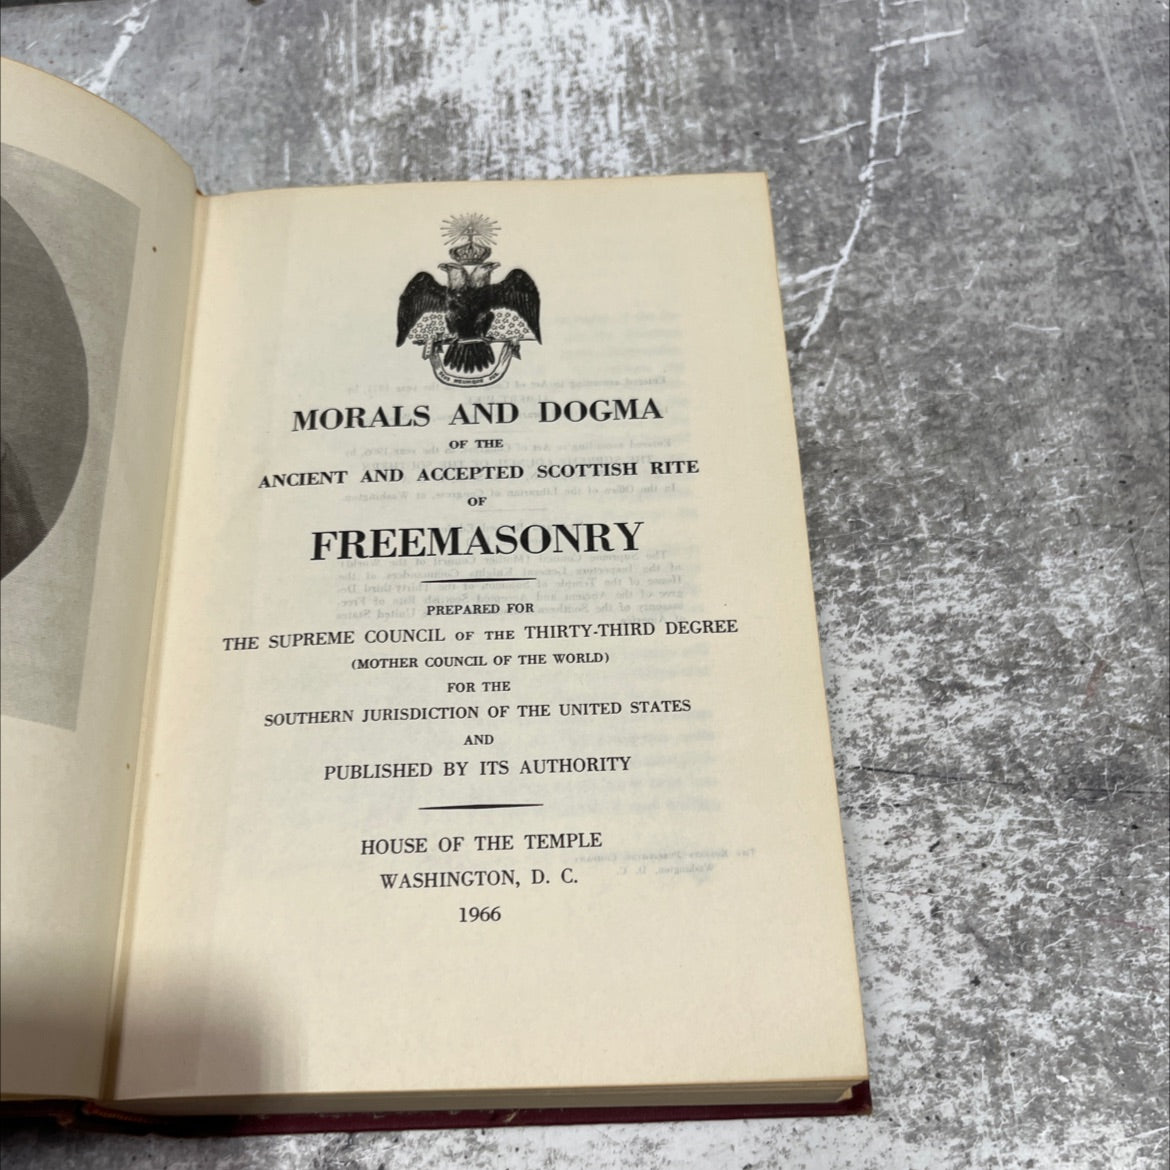 MORALS AND DOGMA
OF THE
ANCIENT AND ACCEPTED SCOTTISH RITE
OF
FREEMASONRY
PREPARED FOR
THE SUPREME COUNCIL OF THE THIRTY-THIRD DEGREE
(MOTHER COUNCIL OF THE WORLD)
FOR THE
SOUTHERN JURISDICTION OF THE UNITED STATES
AND
PUBLISHED BY ITS AUTHORITY
HOUSE OF THE TEMPLE
WASHINGTON, D. C.
1966